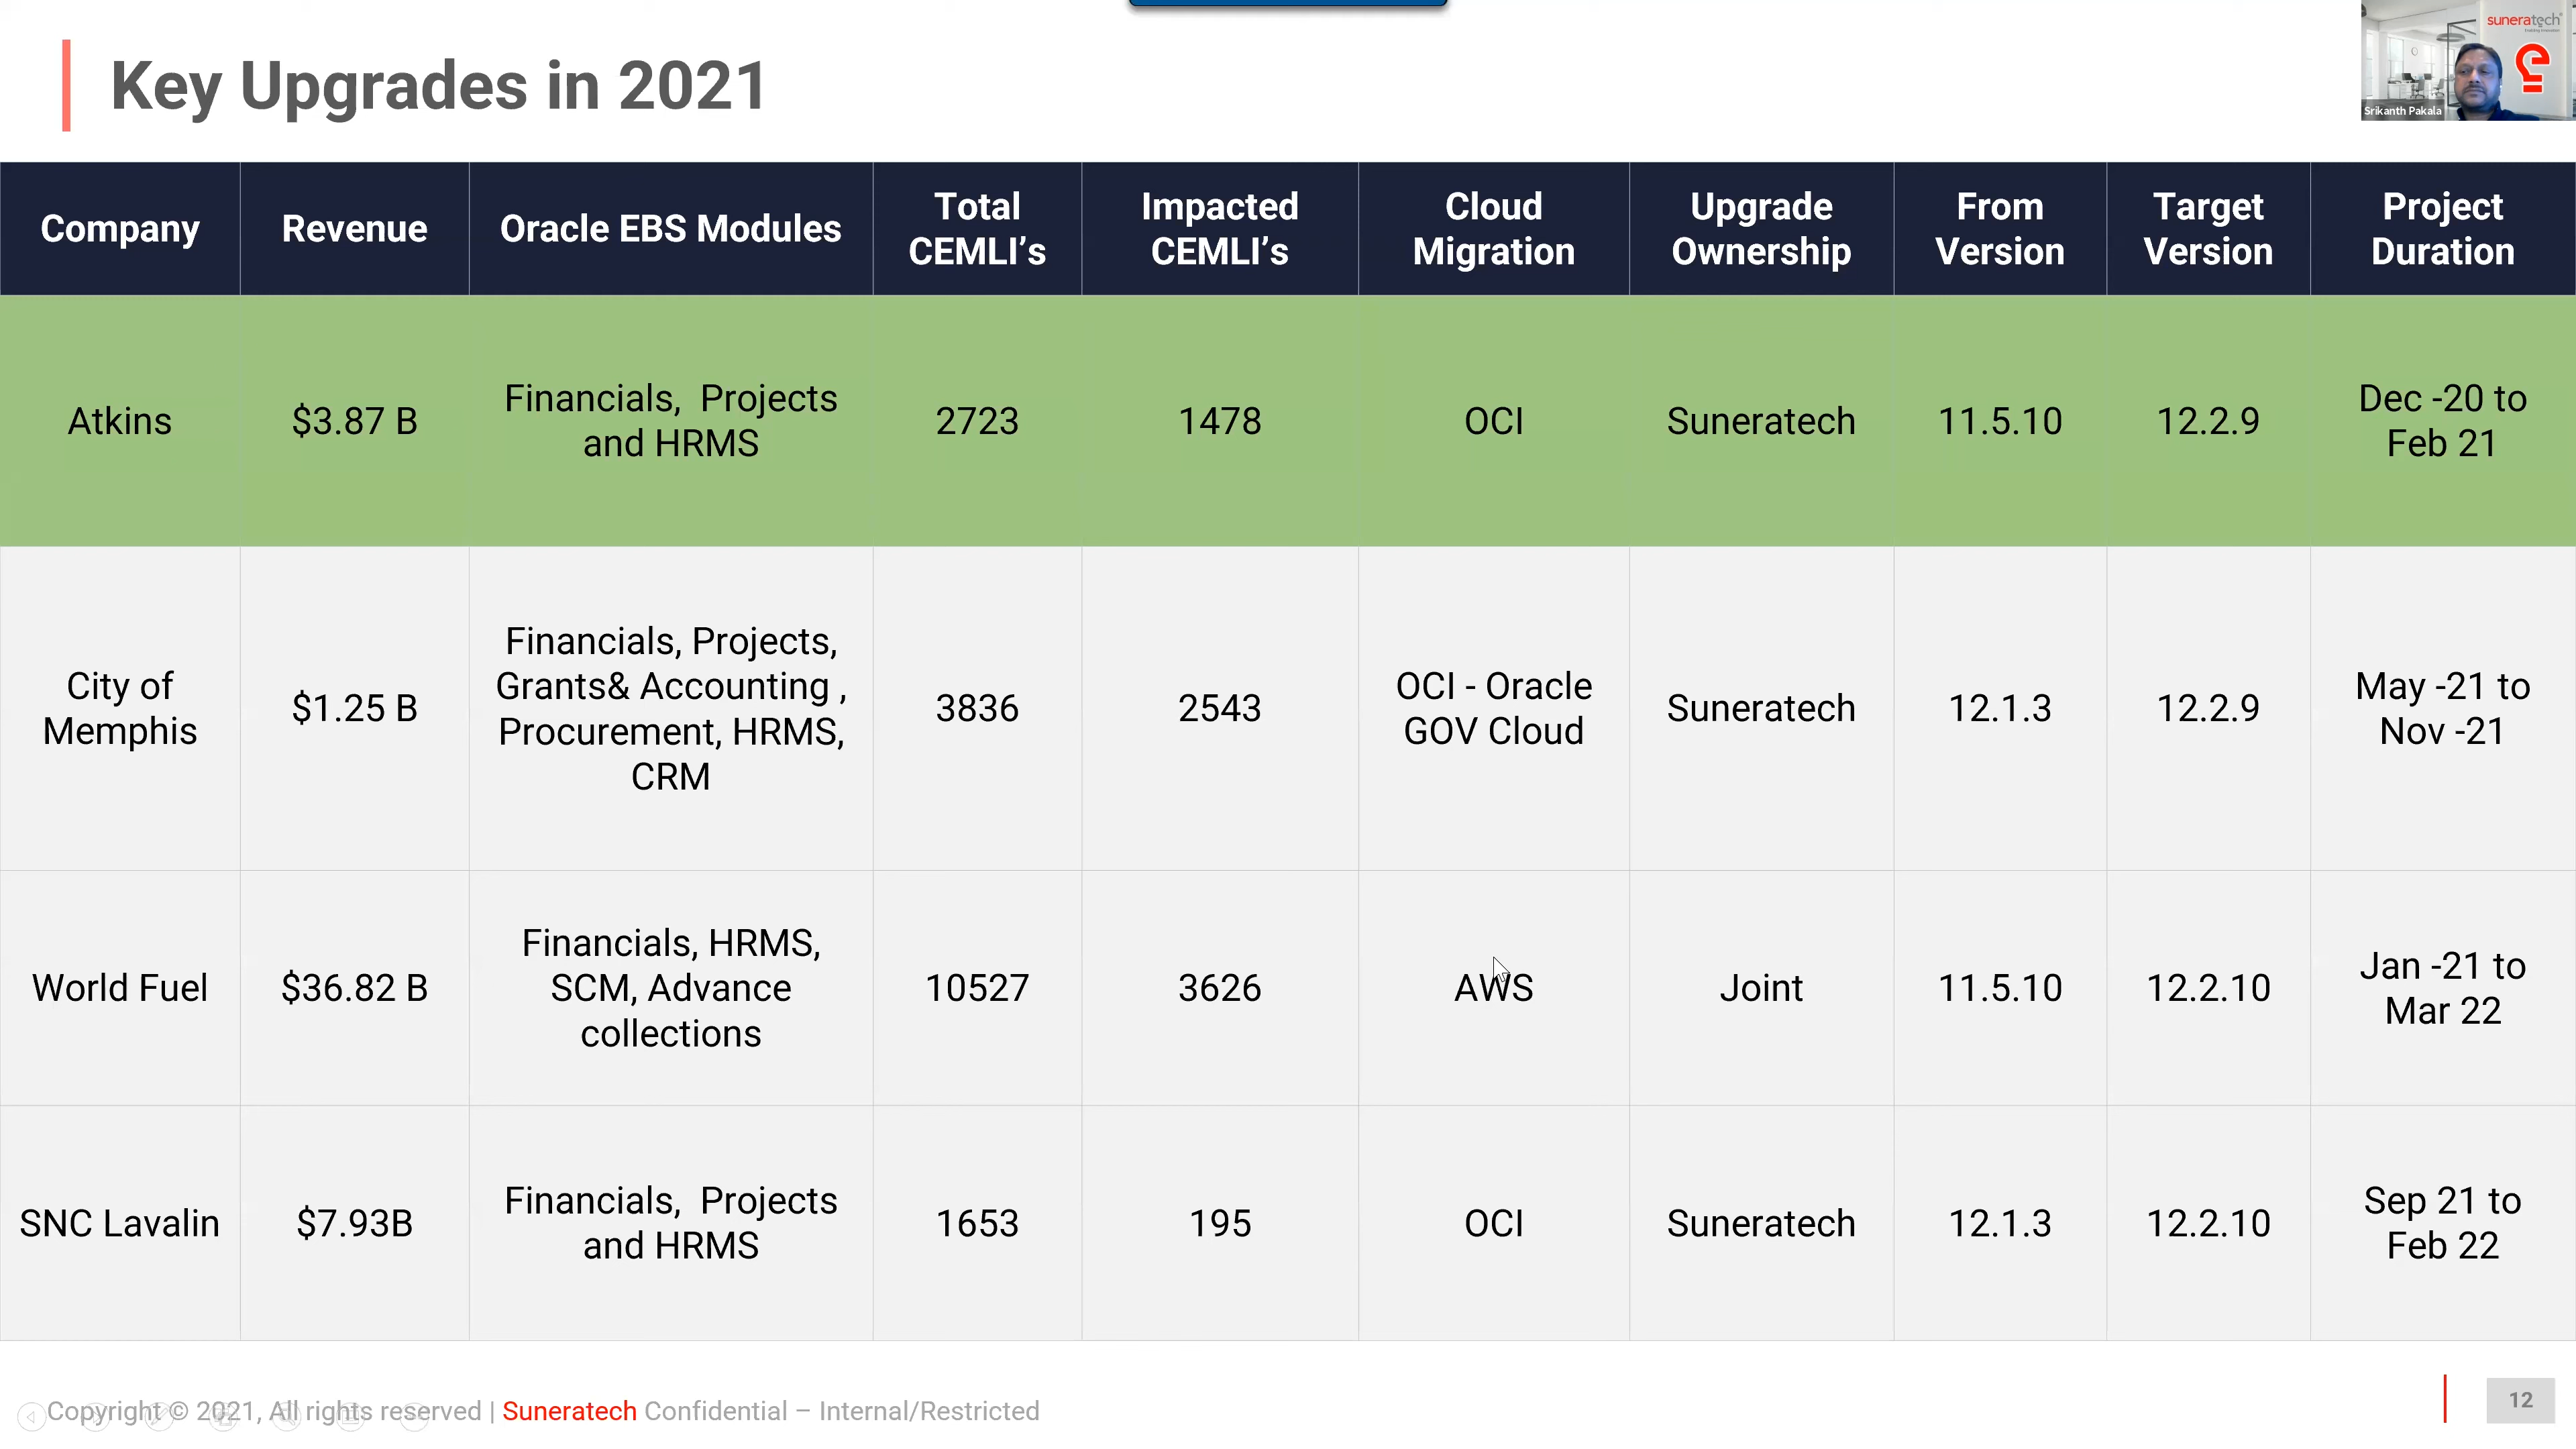 suneratech
Srikanth Pakala
Key Upgrades in 2021
Company
Revenue
Oracle EBS Modules
Total
CEMLI's
Impacted
CEMLI's
Cloud
Migration
Upgrade
Ownership
From
Version
Target
Version
Project
Duration
Atkins
$3.87 B
Financials,  Projects
and HRMS
2723
1478
OCI
Suneratech
11.5.10
12.2.9
Dec -20 to
Feb 21
City of
Memphis
$1.25 B
Financials, Projects,
Grants& Accounting ,
Procurement, HRMS,
CRM
3836
2543
OCI - Oracle
GOV Cloud
Suneratech
12.1.3
12.2.9
May -21 to
Nov -21
World Fuel
$36.82 B
Financials, HRMS,
SCM, Advance
collections
10527
3626
AWS
Joint
11.5.10
12.2.10
Jan -21 to
Mar 22
SNC Lavalin
$7.93B
Financials,  Projects
and HRMS
1653
195
OCI
Suneratech
12.1.3
12.2.10
Sep 21 to
Feb 22
Copyright © 2021, All rights reserved | Suneratech Confidential – Internal/Restricted
12